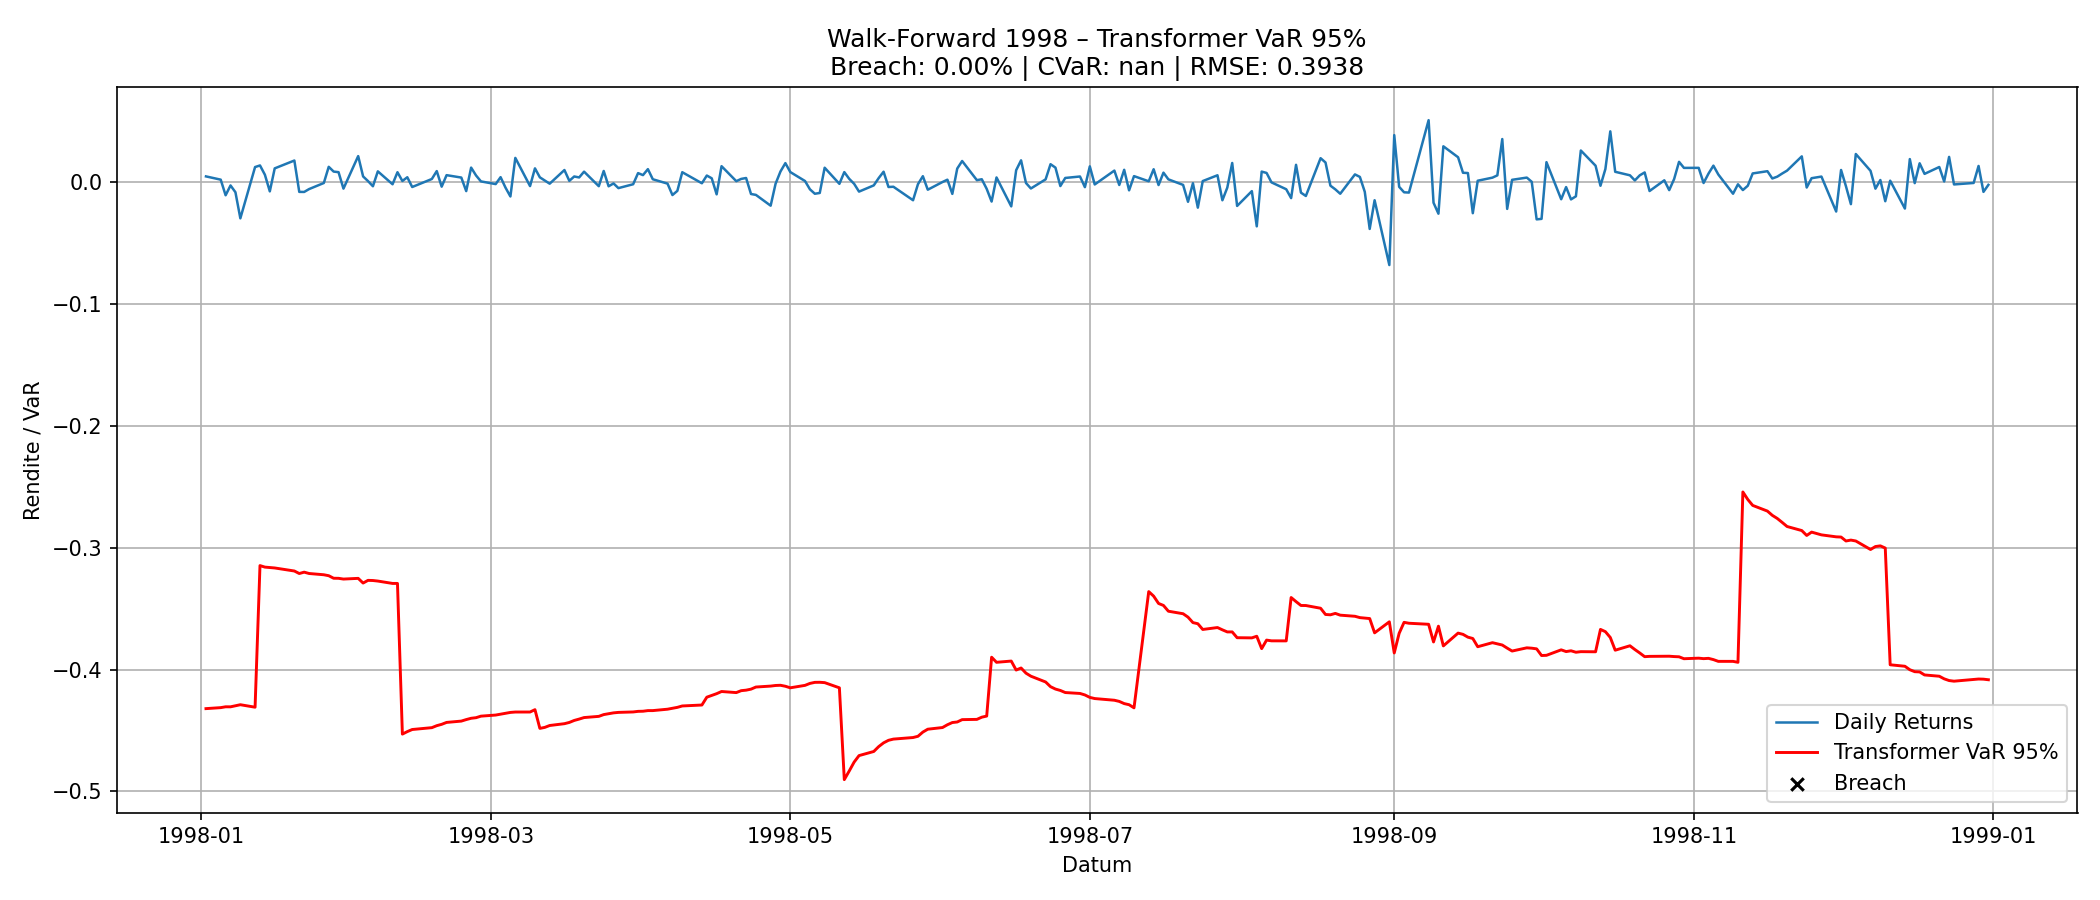 Walk-Forward 1998 – Transformer VaR 95%
Breach: 0.00% | CVaR: nan | RMSE: 0.3938
Rendite / VaR
0.0
−0.1
−0.2
−0.3
−0.4
−0.5
Daily Returns
Transformer VaR 95%
Breach
1998-01 1998-03 1998-05 1998-07 1998-09 1998-11 1999-01
Datum